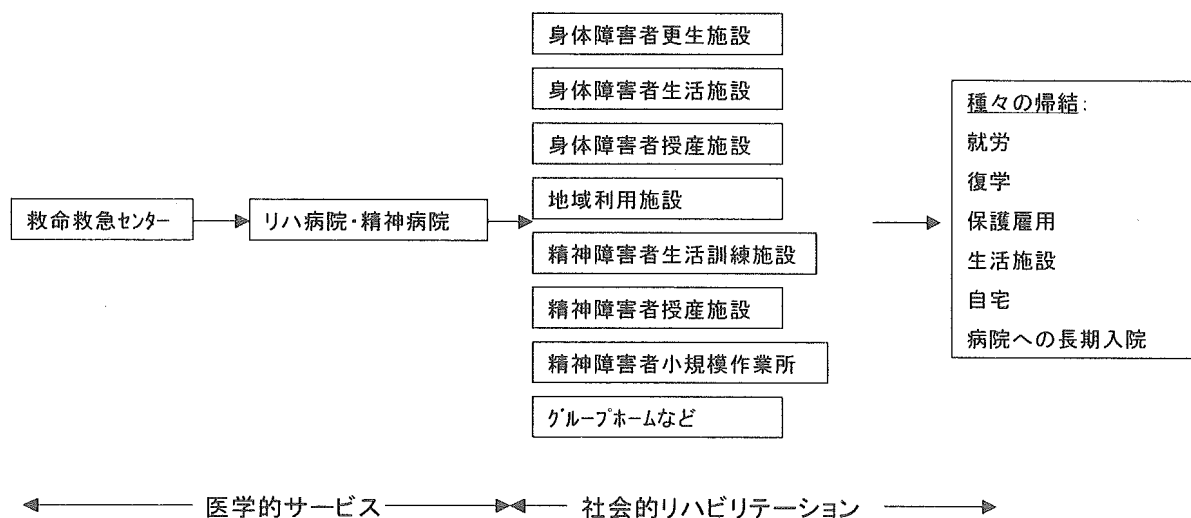 身体障害者更生施設
身体障害者生活施設
身体障害者授産施設
地域利用施設
救命救急センター
リハ病院・精神病院
精神障害者生活訓練施設
精神障害者授産施設
精神障害者小規模作業所
グループホームなど
種々の帰結:
就労
復学
保護雇用
生活施設
自宅
病院への長期入院
医学的サービス
社会的リハビリテーション